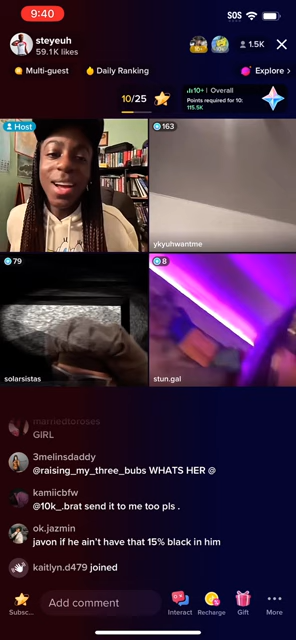 9:40
SOS
steyeuh
59.1K likes
1.5K
Multi-guest
Daily Ranking
Explore >
10/25
10+ | Overall
Points required for 10:
115.5K
Host
163
ykyuhwantme
79
solarsistas
8
stun.gal
marriedtoroses
GIRL
3melinsdaddy
@raising_my_three_bubs WHATS HER @
kamiicbfw
@10k_.brat send it to me too pls .
ok.jazmin
javon if he ain't have that 15% black in him
kaitlyn.d479 joined
Subsc...
Add comment
Interact
Recharge
Gift
More